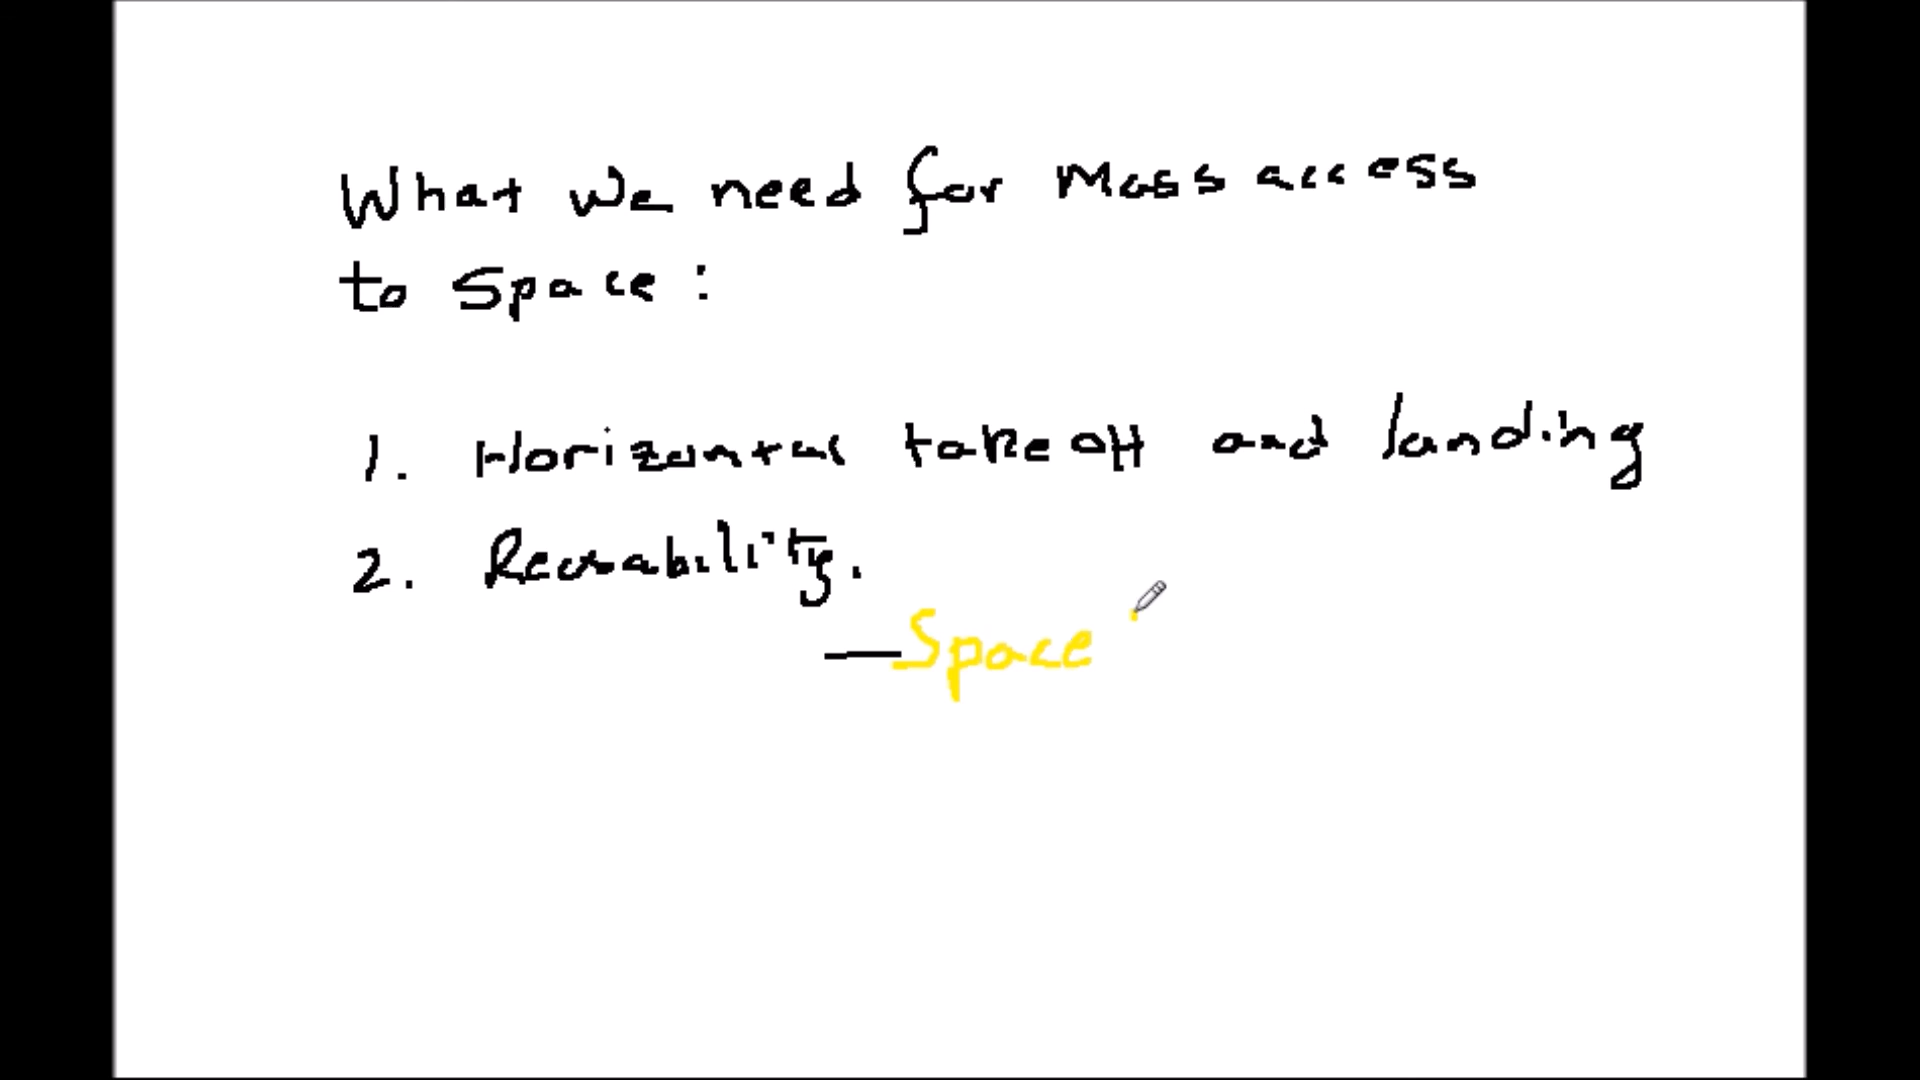 What we need for Mass access
to Space :
1. Horizontal takeoff and landing
2. Reusability.
—Space